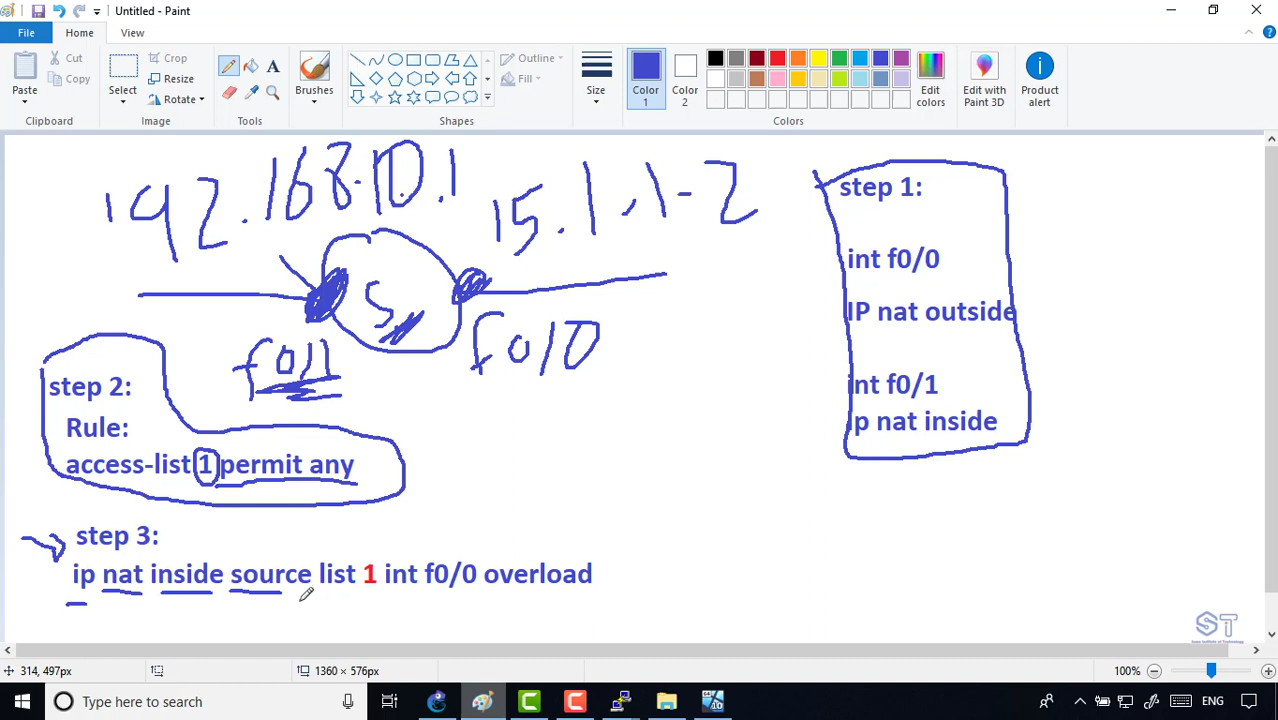 Untitled - Paint
File
Home
View
Paste
Cut
Copy
Clipboard
Select
Crop
Resize
Rotate
Image
Tools
Brushes
Shapes
Outline
Fill
Size
Color 1
Color 2
Colors
Edit colors
Edit with Paint 3D
Product alert
192.168.10.1
15.1.1-2
f0/1
f0/0
step 1:
int f0/0
IP nat outside
int f0/1
ip nat inside
step 2:
Rule:
access-list 1 permit any
step 3:
ip nat inside source list 1 int f0/0 overload
ST
314, 497px
1360 × 576px
100%
Type here to search
ENG